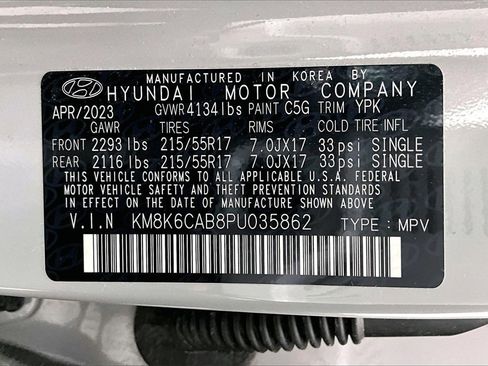 MANUFACTURED IN KOREA BY
HYUNDAI MOTOR COMPANY
APR/2023 GVWR 4134 lbs PAINT C5G TRIM YPK
GAWR TIRES RIMS COLD TIRE INFL
FRONT 2293 lbs 215/55R17 7.0JX17 33 psi SINGLE
REAR 2116 lbs 215/55R17 7.0JX17 33 psi SINGLE
THIS VEHICLE CONFORMS TO ALL APPLICABLE U.S.A. FEDERAL
MOTOR VEHICLE SAFETY, BUMPER, AND THEFT PREVENTION STANDARDS
IN EFFECT ON THE DATE OF MANUFACTURE SHOWN ABOVE.
V.I.N KM8K6CAB8PU035862 TYPE : MPV